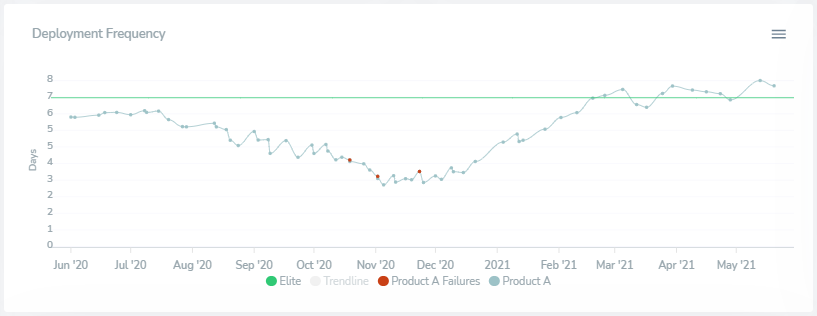 Deployment Frequency
8
7
6
5
5
4
3
2
2
1
0
Days
Jun '20 Jul '20 Aug '20 Sep '20 Oct '20 Nov '20 Dec '20 2021 Feb '21 Mar '21 Apr '21 May '21
Elite Trendline Product A Failures Product A